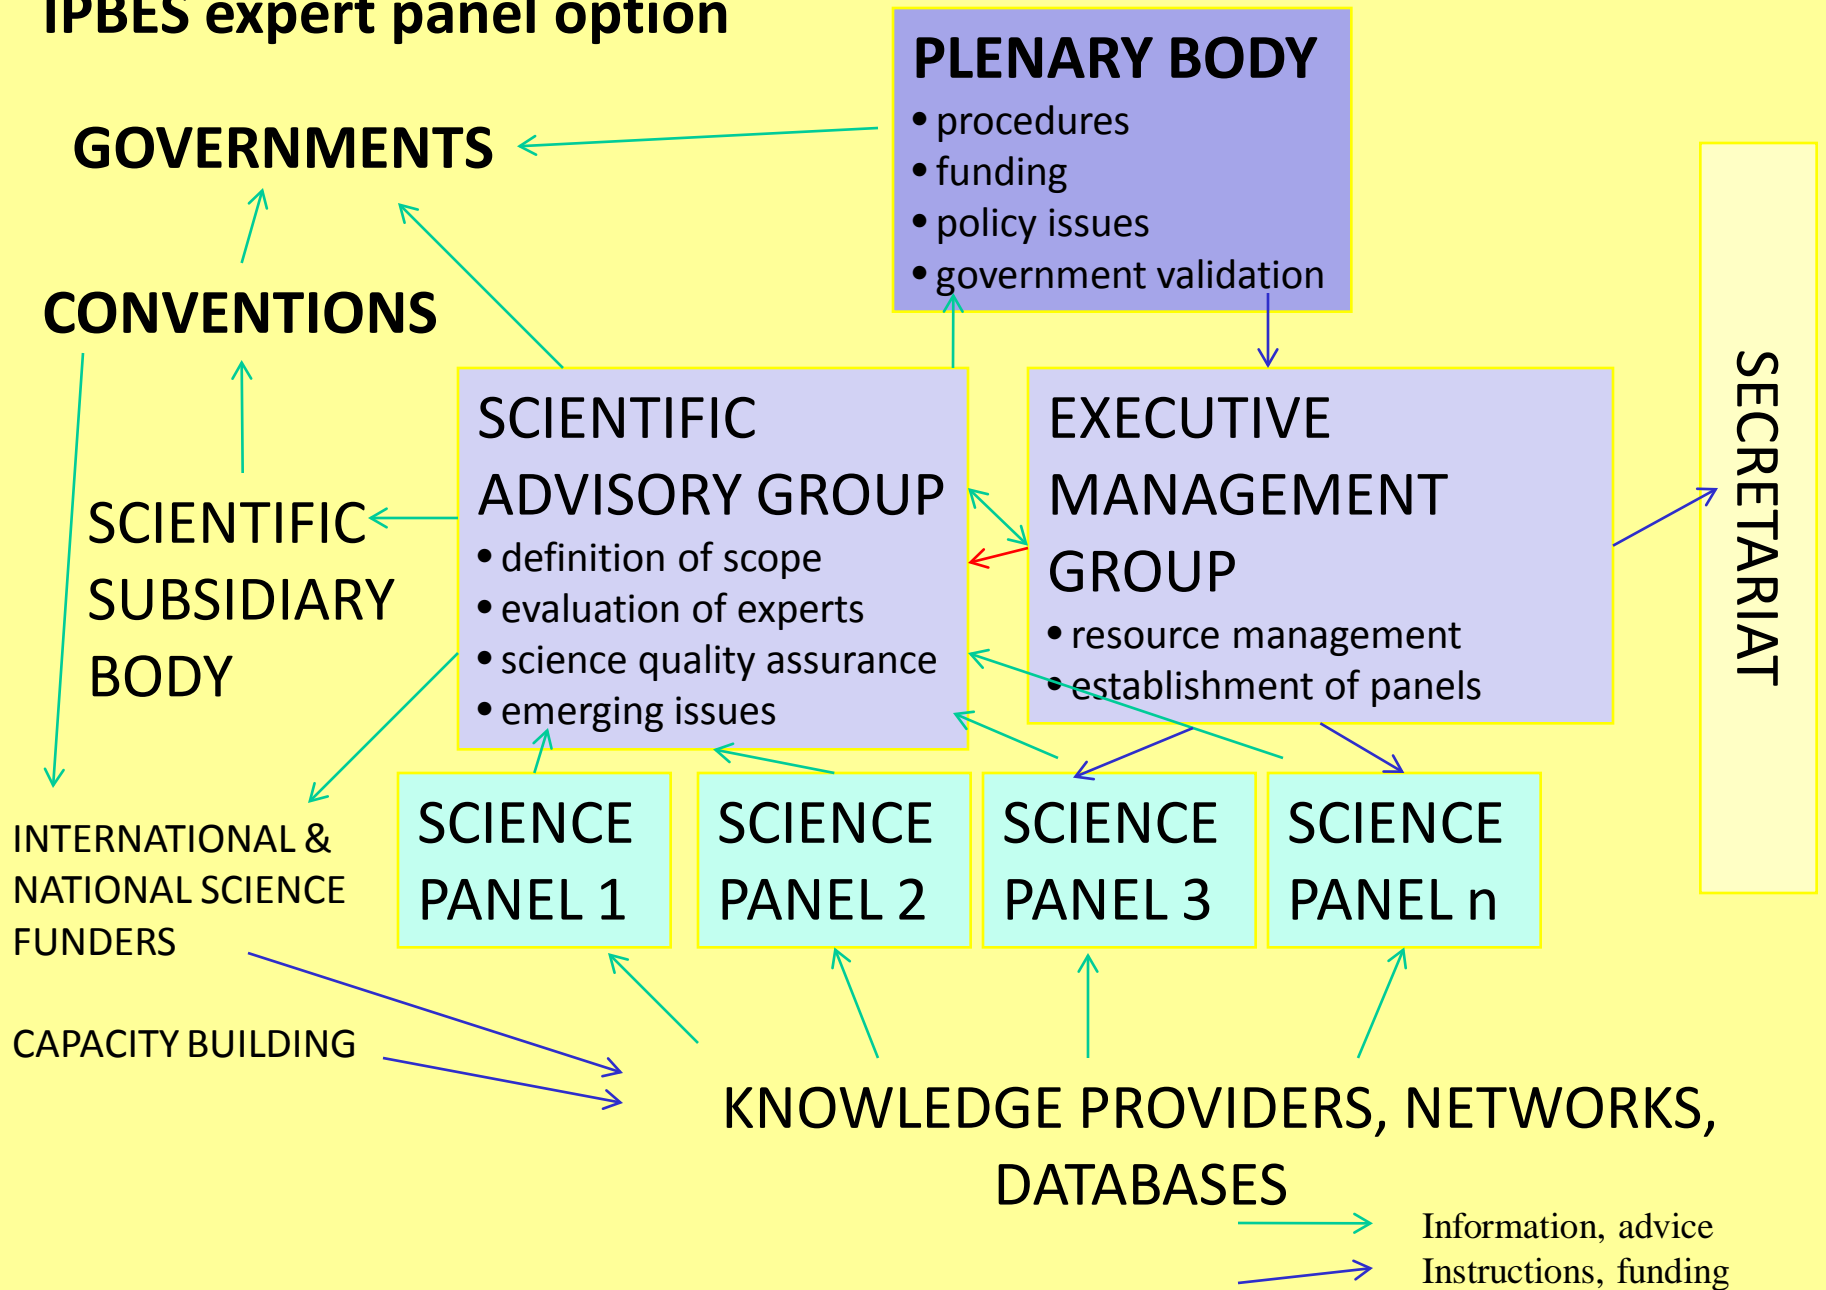 IPBES expert panel option
PLENARY BODY
• procedures
• funding
• policy issues
• government validation
GOVERNMENTS
CONVENTIONS
SCIENTIFIC
SUBSIDIARY
BODY
SCIENTIFIC
ADVISORY GROUP
• definition of scope
• evaluation of experts
• science quality assurance
• emerging issues
EXECUTIVE
MANAGEMENT
GROUP
• resource management
• establishment of panels
SECRETARIAT
INTERNATIONAL &
NATIONAL SCIENCE
FUNDERS
CAPACITY BUILDING
SCIENCE
PANEL 1
SCIENCE
PANEL 2
SCIENCE
PANEL 3
SCIENCE
PANEL n
KNOWLEDGE PROVIDERS, NETWORKS,
DATABASES
Information, advice
Instructions, funding